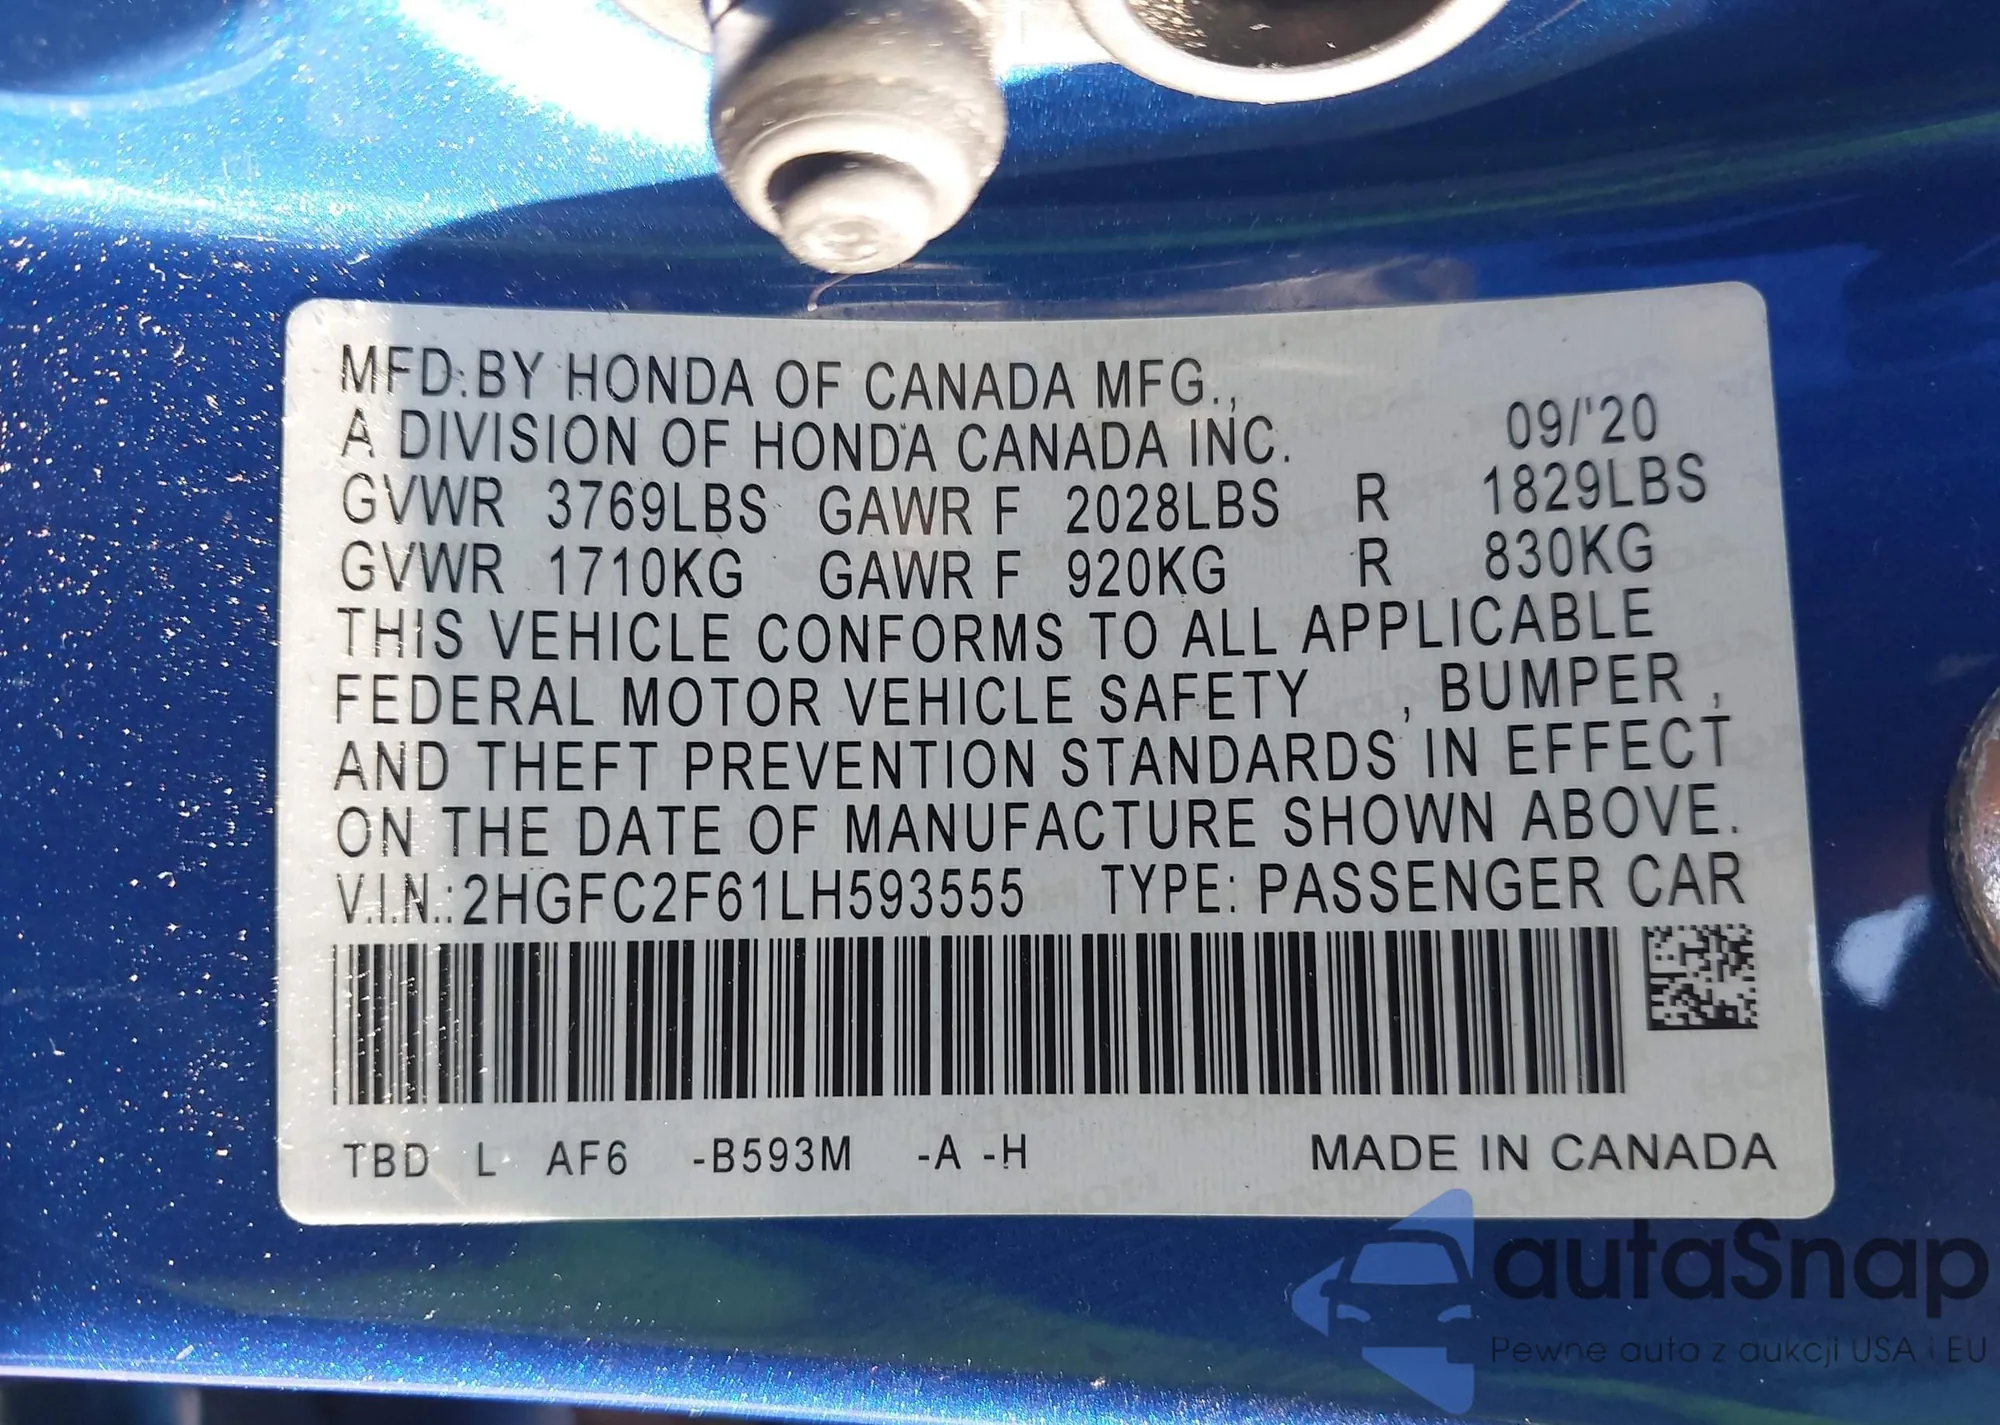 MFD.BY HONDA OF CANADA MFG.,
A DIVISION OF HONDA CANADA INC. 09/'20
GVWR 3769LBS GAWR F 2028LBS R 1829LBS
GVWR 1710KG GAWR F 920KG R 830KG
THIS VEHICLE CONFORMS TO ALL APPLICABLE
FEDERAL MOTOR VEHICLE SAFETY , BUMPER ,
AND THEFT PREVENTION STANDARDS IN EFFECT
ON THE DATE OF MANUFACTURE SHOWN ABOVE.
V.I.N.:2HGFC2F61LH593555 TYPE: PASSENGER CAR
TBD L AF6 -B593M -A -H MADE IN CANADA
autaSnap
Pewne auta z aukcji USA i EU